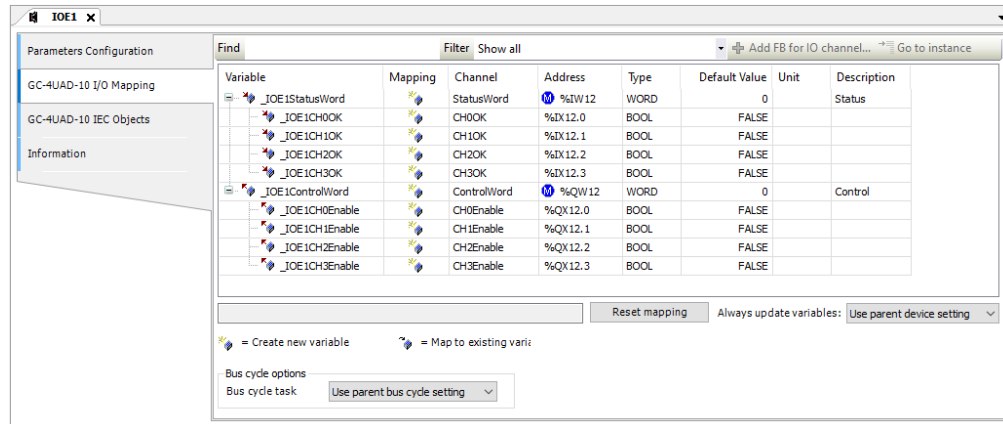 IOE1
Parameters Configuration
GC-4UAD-10 I/O Mapping
GC-4UAD-10 IEC Objects
Information
Find Filter Show all Add FB for IO channel... Go to instance
Variable Mapping Channel Address Type Default Value Unit Description
_IOE1StatusWord StatusWord %IW12 WORD 0 Status
_IOE1CH0OK CH0OK %IX12.0 BOOL FALSE
_IOE1CH1OK CH1OK %IX12.1 BOOL FALSE
_IOE1CH2OK CH2OK %IX12.2 BOOL FALSE
_IOE1CH3OK CH3OK %IX12.3 BOOL FALSE
_IOE1ControlWord ControlWord %QW12 WORD 0 Control
_IOE1CH0Enable CH0Enable %QX12.0 BOOL FALSE
_IOE1CH1Enable CH1Enable %QX12.1 BOOL FALSE
_IOE1CH2Enable CH2Enable %QX12.2 BOOL FALSE
_IOE1CH3Enable CH3Enable %QX12.3 BOOL FALSE
Reset mapping Always update variables: Use parent device setting
= Create new variable = Map to existing varia
Bus cycle options
Bus cycle task Use parent bus cycle setting